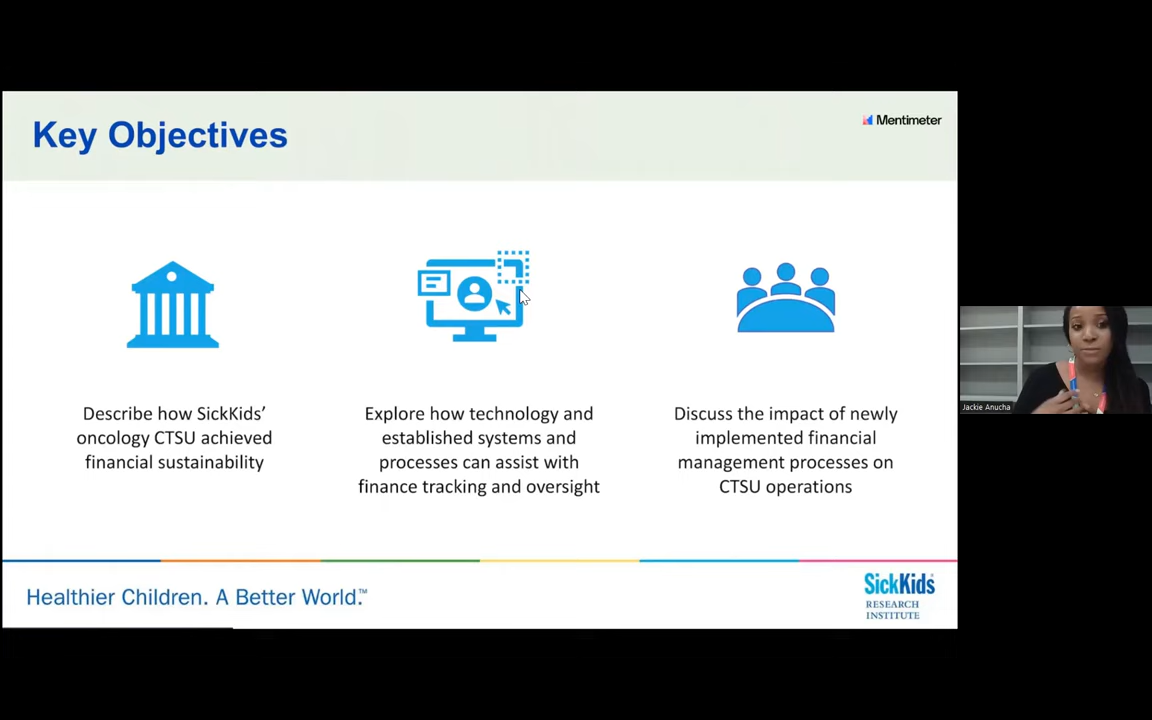 Key Objectives
Mentimeter
Describe how SickKids’
oncology CTSU achieved
financial sustainability
Explore how technology and
established systems and
processes can assist with
finance tracking and oversight
Discuss the impact of newly
implemented financial
management processes on
CTSU operations
Jackie Anucha
Healthier Children. A Better World.™
SickKids
RESEARCH
INSTITUTE